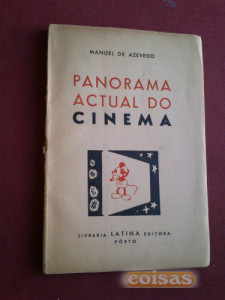 MANUEL DE AZEVEDO
PANORAMA
ACTUAL DO
CINEMA
LIVRARIA LATINA EDITORA
PÔRTO
coisas